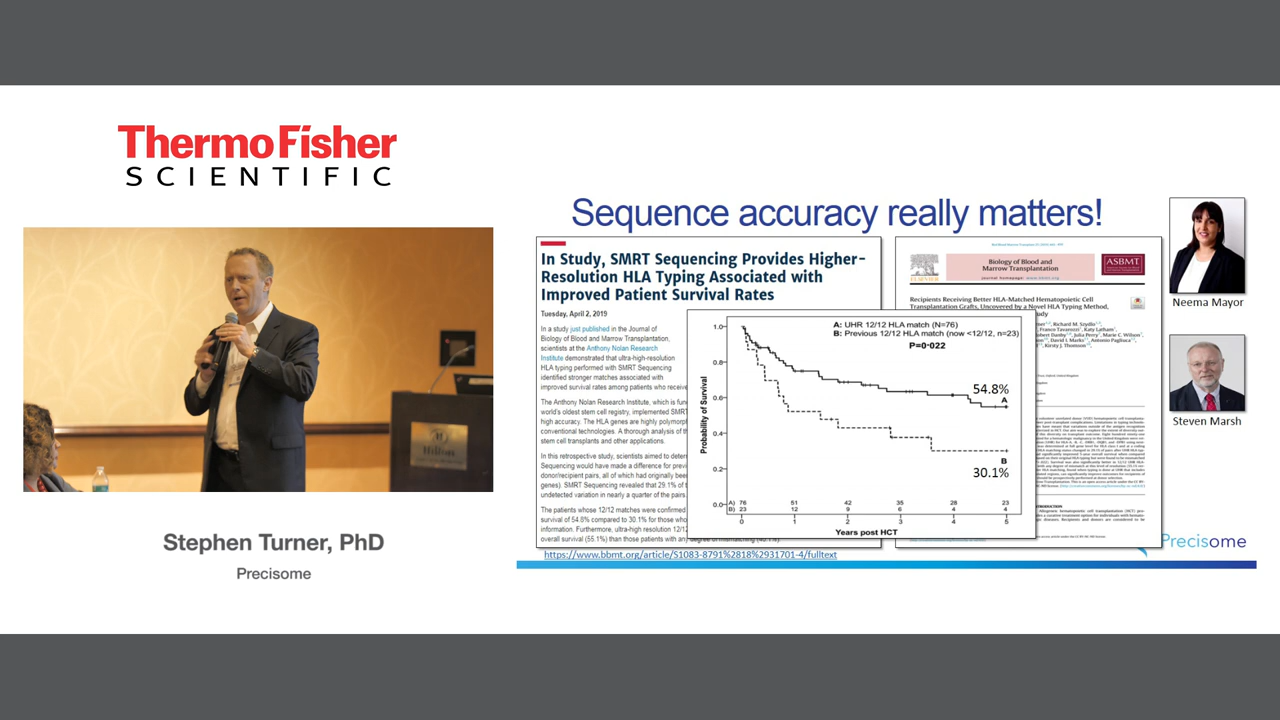 ThermoFisher
SCIENTIFIC
Stephen Turner, PhD
Precisome
Sequence accuracy really matters!
In Study, SMRT Sequencing Provides Higher-
Resolution HLA Typing Associated with
Improved Patient Survival Rates
Tuesday, April 2, 2019
In a study just published in the Journal of
Biology of Blood and Marrow Transplantation,
scientists at the Anthony Nolan Research
Institute demonstrated that ultra-high-resolution
HLA typing performed with SMRT Sequencing
identified stronger matches associated with
improved survival rates among patients who receive
The Anthony Nolan Research Institute, which is fun
world's oldest stem cell registry, implemented SMRT
high accuracy. The HLA genes are highly polymorph
conventional technologies. A thorough analysis of th
stem cell transplants and other applications.
In this retrospective study, scientists aimed to deter
Sequencing would have made a difference for prev
donor/recipient pairs, all of which had originally been
genes). SMRT Sequencing revealed that 29.1% of t
undetected variation in nearly a quarter of the pairs.
The patients whose 12/12 matches were confirmed
survival of 54.8% compared to 30.1% for those who
information. Furthermore, ultra-high resolution 12/12
overall survival (55.1%) than those patients with any degree of mismatching (40.1%).
https://www.bbmt.org/article/S1083-8791%2818%2931701-4/fulltext
A: UHR 12/12 HLA match (N=76)
B: Previous 12/12 HLA match (now <12/12, n=23)
P=0·022
Probability of Survival
1.0
0.8
0.6
0.4
0.2
0.0
54.8%
A
B
30.1%
A) 76 51 42 35 28 23
B) 23 12 9 6 4 4
0 1 2 3 4 5
Years post HCT
ELSEVIER
Biology of Blood and
Marrow Transplantation
journal homepage: www.bbmt.org
ASBMT
Recipients Receiving Better HLA-Matched Hematopoietic Cell
Transplantation Grafts, Uncovered by a Novel HLA Typing Method,
Neema Mayor
Steven Marsh
Precisome